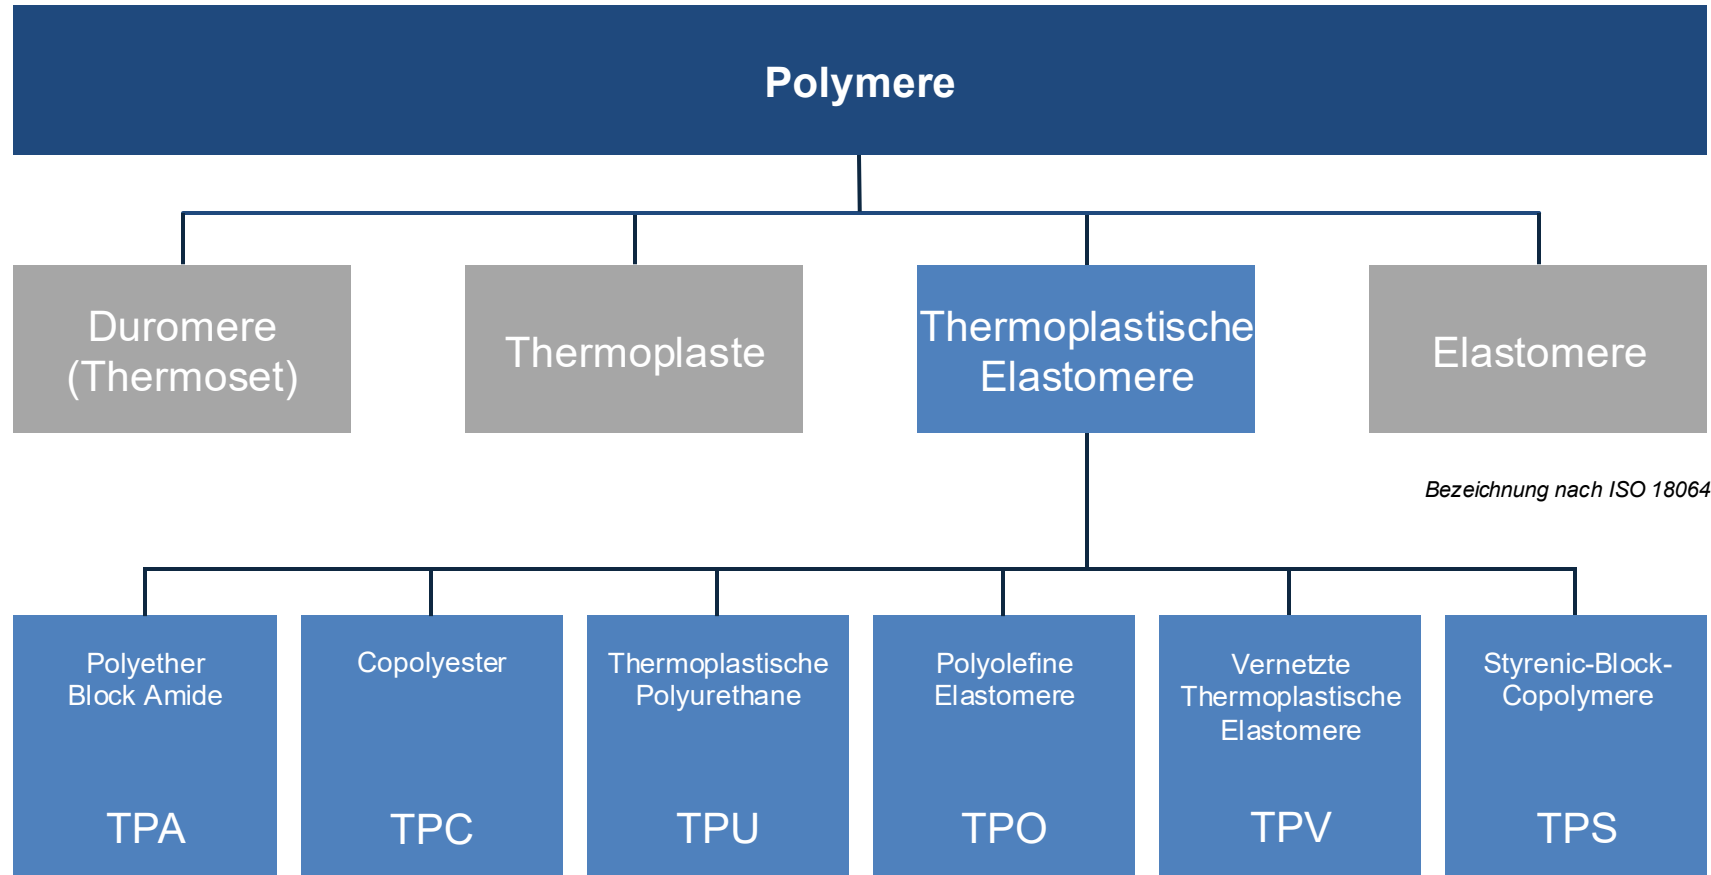 Polymere
Duromere
(Thermoset)
Thermoplaste
Thermoplastische
Elastomere
Elastomere
Bezeichnung nach ISO 18064
Polyether
Block Amide
TPA
Copolyester
TPC
Thermoplastische
Polyurethane
TPU
Polyolefine
Elastomere
TPO
Vernetzte
Thermoplastische
Elastomere
TPV
Styrenic-Block-
Copolymere
TPS